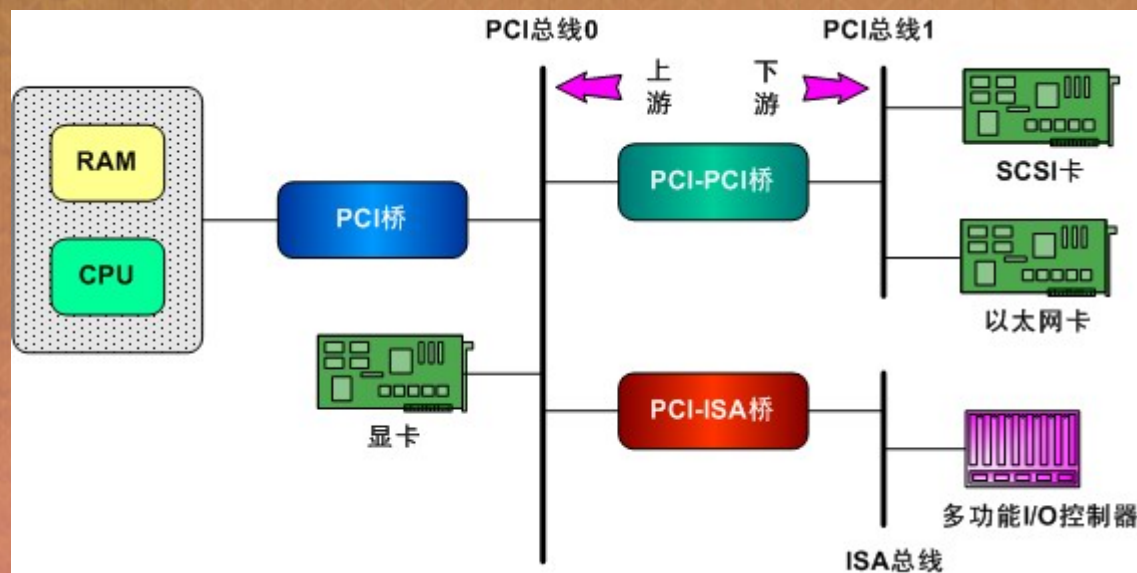 PCI总线0
PCI总线1
上
游
下
游
RAM
CPU
PCI桥
PCI-PCI桥
SCSI卡
以太网卡
显卡
PCI-ISA桥
多功能I/O控制器
ISA总线